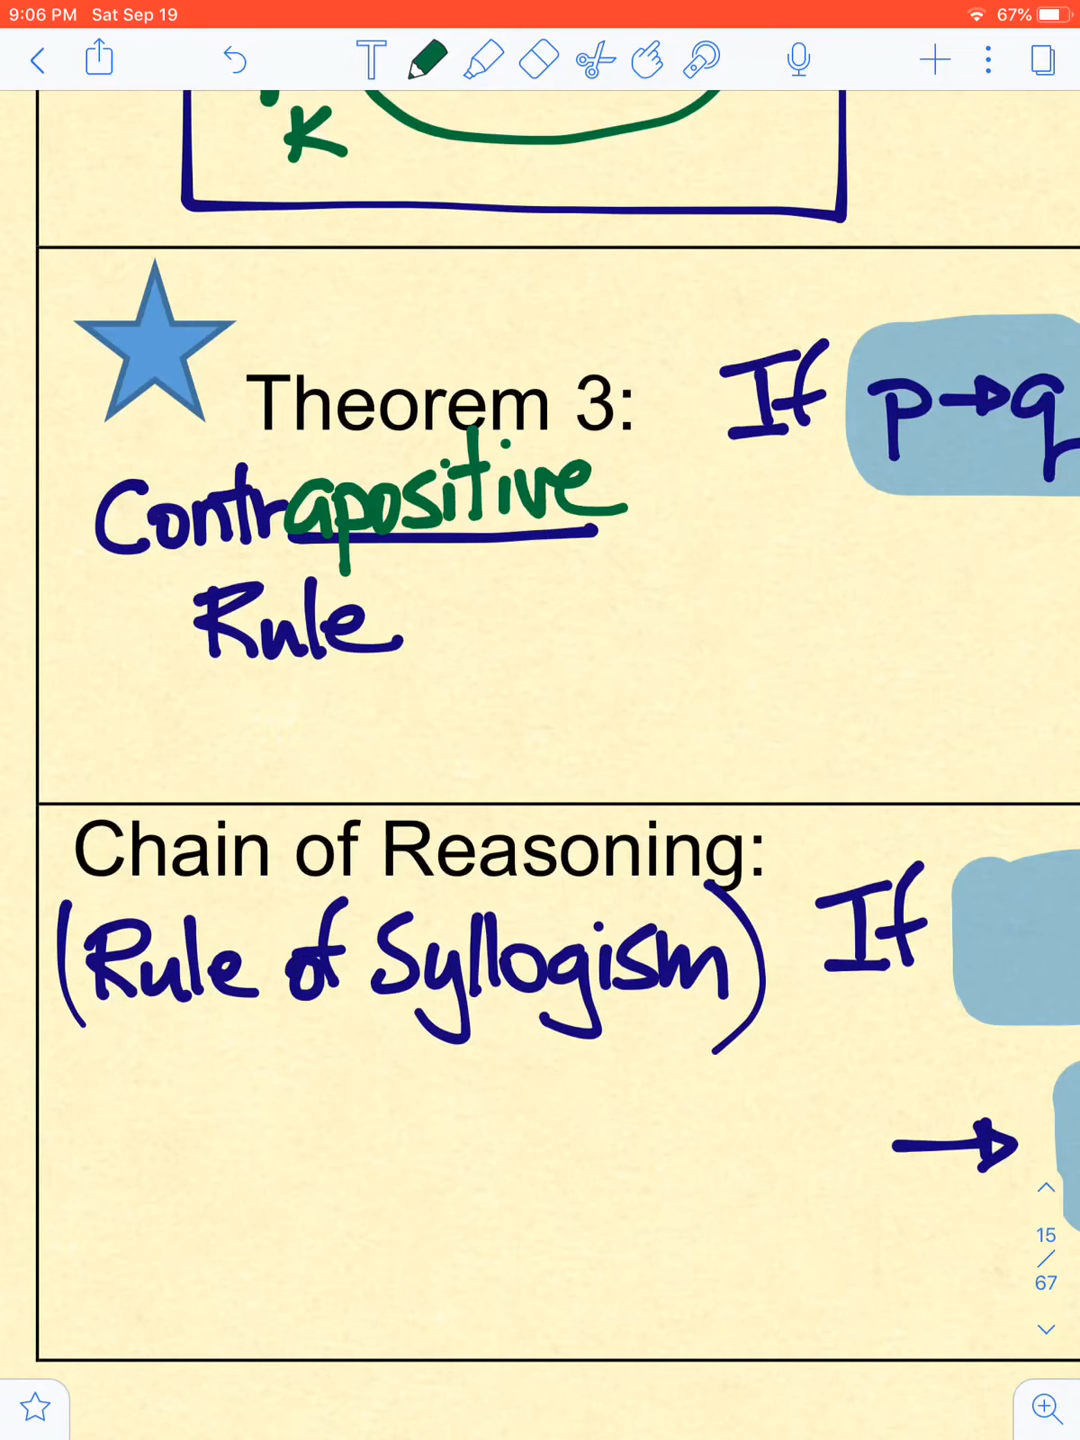 9:06 PM Sat Sep 19
67%
T
K
Theorem 3:
If p→q
Contrapositive
Rule
Chain of Reasoning:
(Rule of Syllogism)
If
→
15
/
67